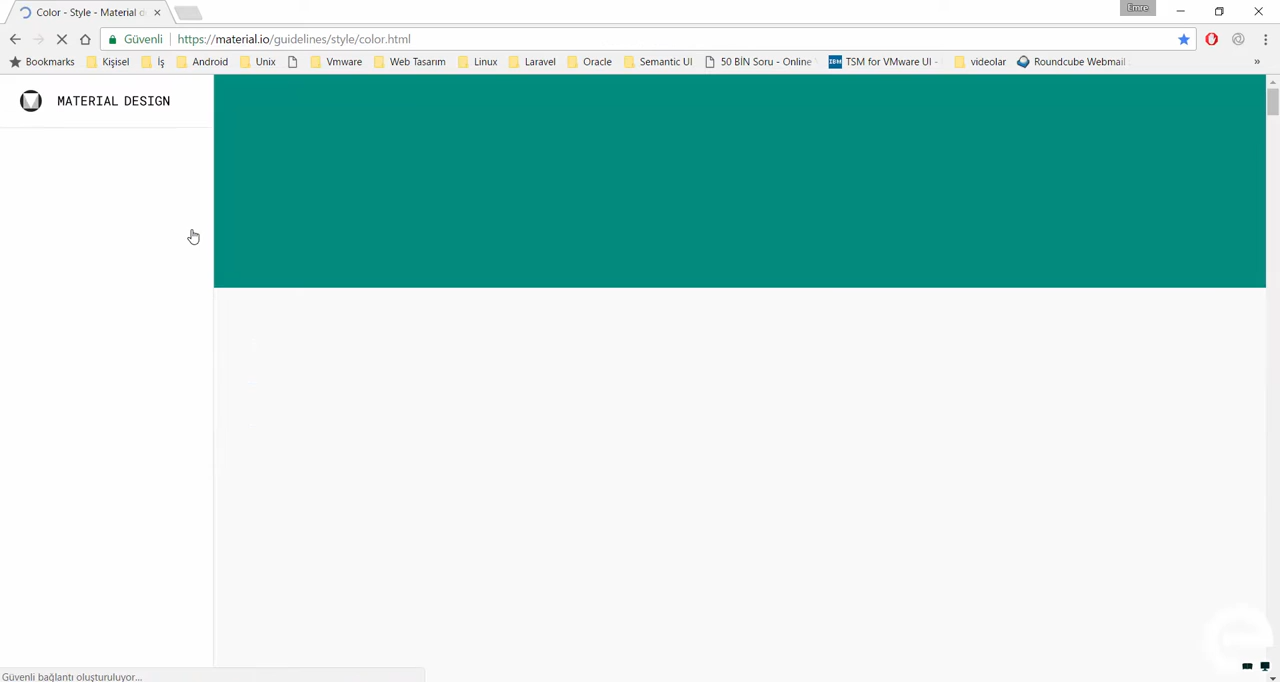 Color - Style - Material d
Emre
Güvenli https://material.io/guidelines/style/color.html
Bookmarks Kişisel İş Android Unix Vmware Web Tasarım Linux Laravel Oracle Semantic UI 50 BİN Soru - Online TSM for VMware UI - videolar Roundcube Webmail »
MATERIAL DESIGN
Güvenli bağlantı oluşturuluyor...